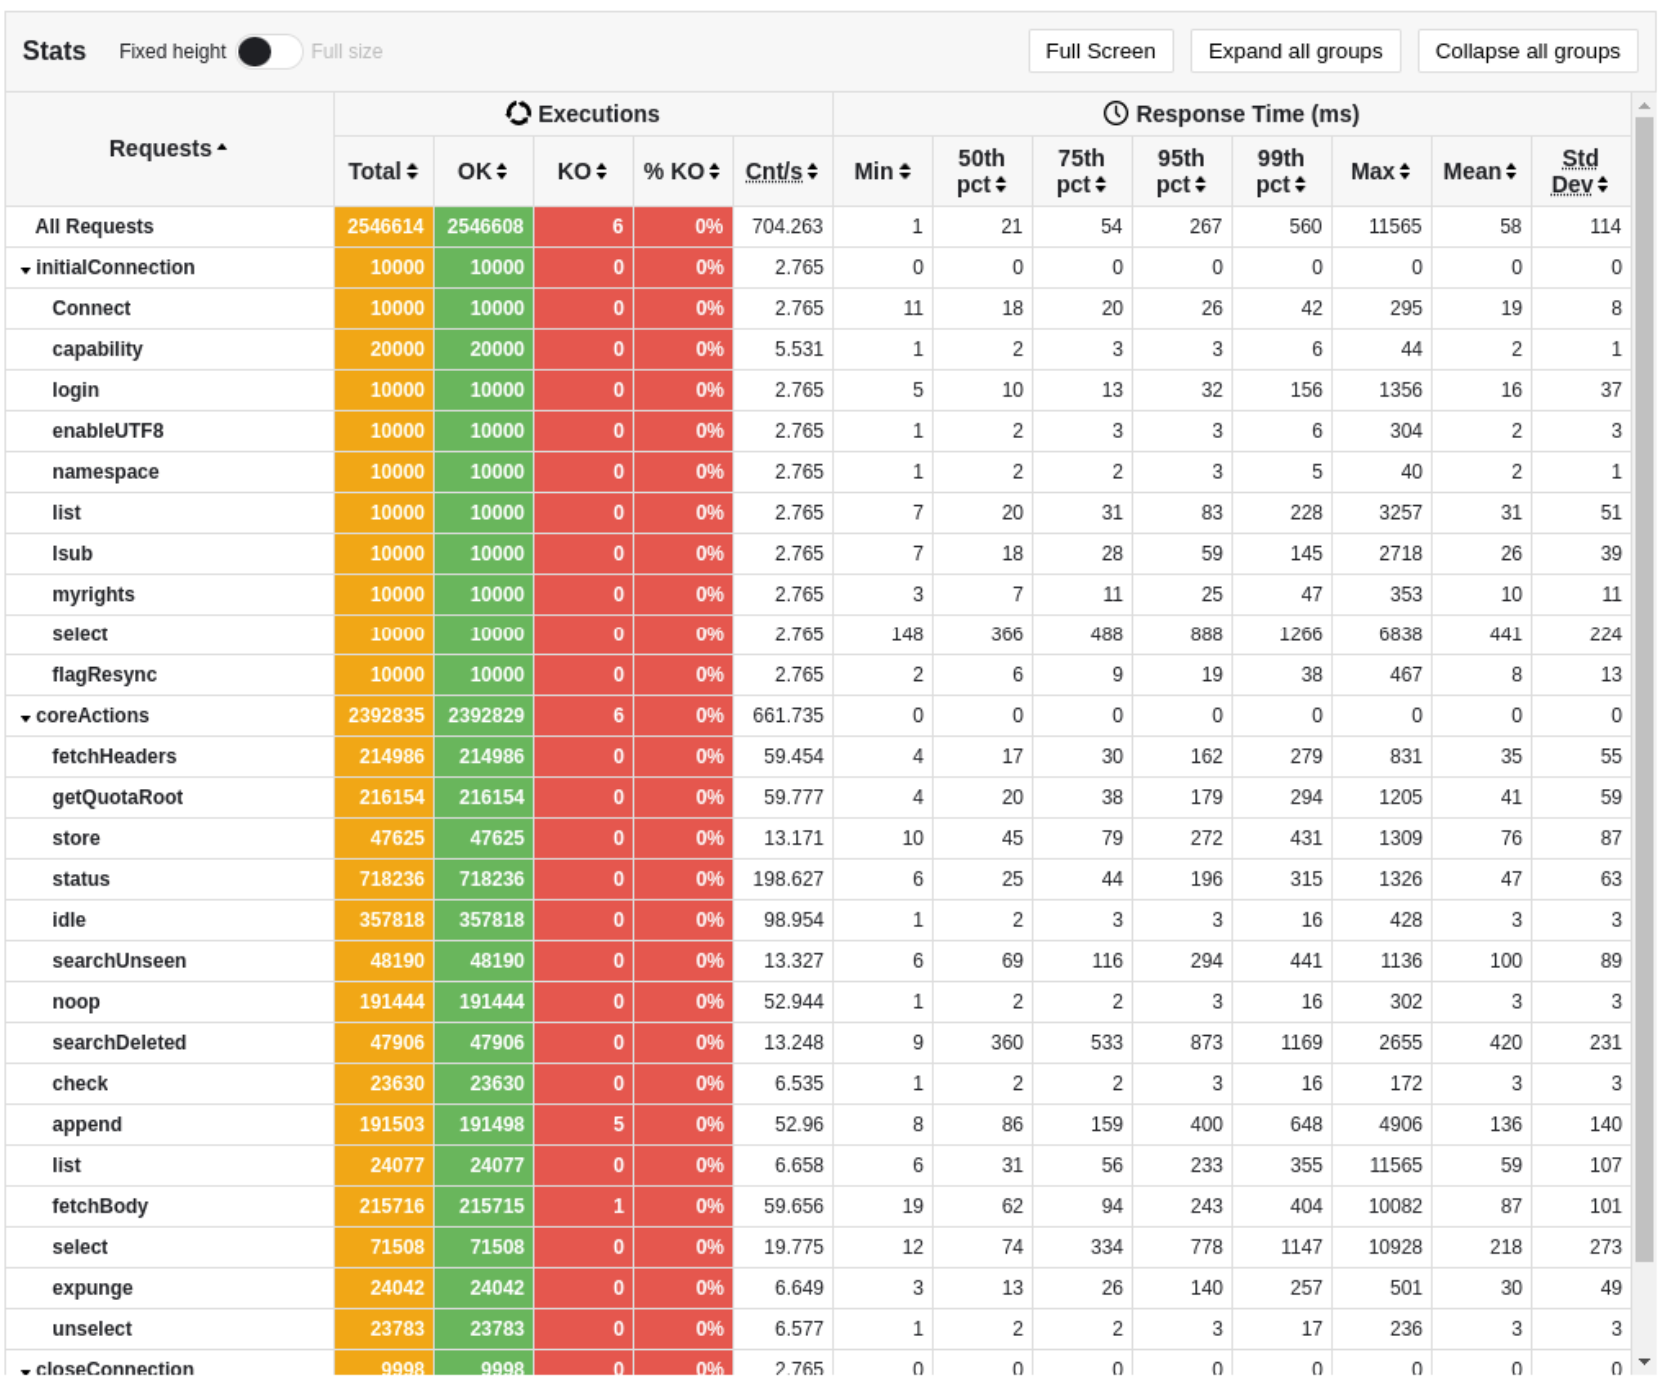 Stats Fixed height Full size Full Screen Expand all groups Collapse all groups
Requests Executions Response Time (ms)
Total OK KO % KO Cnt/s Min 50th pct 75th pct 95th pct 99th pct Max Mean Std Dev
All Requests 2546614 2546608 6 0% 704.263 1 21 54 267 560 11565 58 114
initialConnection 10000 10000 0 0% 2.765 0 0 0 0 0 0 0 0
Connect 10000 10000 0 0% 2.765 11 18 20 26 42 295 19 8
capability 20000 20000 0 0% 5.531 1 2 3 3 6 44 2 1
login 10000 10000 0 0% 2.765 5 10 13 32 156 1356 16 37
enableUTF8 10000 10000 0 0% 2.765 1 2 3 3 6 304 2 3
namespace 10000 10000 0 0% 2.765 1 2 2 3 5 40 2 1
list 10000 10000 0 0% 2.765 7 20 31 83 228 3257 31 51
lsub 10000 10000 0 0% 2.765 7 18 28 59 145 2718 26 39
myrights 10000 10000 0 0% 2.765 3 7 11 25 47 353 10 11
select 10000 10000 0 0% 2.765 148 366 488 888 1266 6838 441 224
flagResync 10000 10000 0 0% 2.765 2 6 9 19 38 467 8 13
coreActions 2392835 2392829 6 0% 661.735 0 0 0 0 0 0 0 0
fetchHeaders 214986 214986 0 0% 59.454 4 17 30 162 279 831 35 55
getQuotaRoot 216154 216154 0 0% 59.777 4 20 38 179 294 1205 41 59
store 47625 47625 0 0% 13.171 10 45 79 272 431 1309 76 87
status 718236 718236 0 0% 198.627 6 25 44 196 315 1326 47 63
idle 357818 357818 0 0% 98.954 1 2 3 3 16 428 3 3
searchUnseen 48190 48190 0 0% 13.327 6 69 116 294 441 1136 100 89
noop 191444 191444 0 0% 52.944 1 2 2 3 16 302 3 3
searchDeleted 47906 47906 0 0% 13.248 9 360 533 873 1169 2655 420 231
check 23630 23630 0 0% 6.535 1 2 2 3 16 172 3 3
append 191503 191498 5 0% 52.96 8 86 159 400 648 4906 136 140
list 24077 24077 0 0% 6.658 6 31 56 233 355 11565 59 107
fetchBody 215716 215715 1 0% 59.656 19 62 94 243 404 10082 87 101
select 71508 71508 0 0% 19.775 12 74 334 778 1147 10928 218 273
expunge 24042 24042 0 0% 6.649 3 13 26 140 257 501 30 49
unselect 23783 23783 0 0% 6.577 1 2 2 3 17 236 3 3
closeConnection 9998 9998 0 0% 2.765 0 0 0 0 0 0 0 0